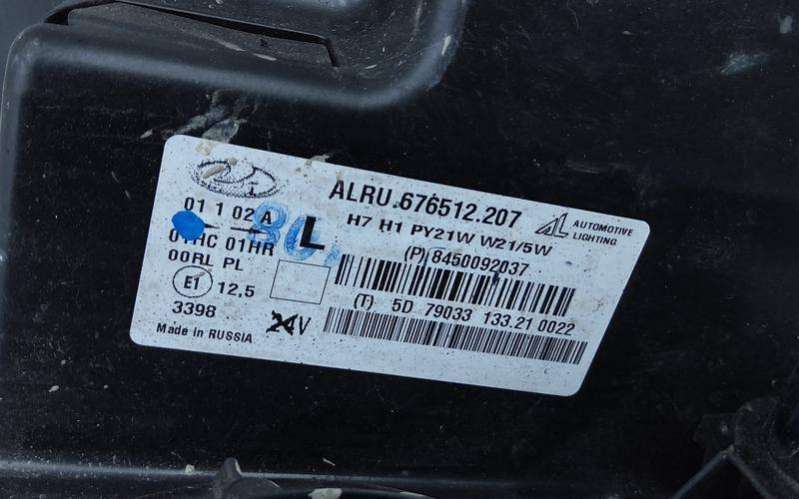 ALRU.676512.207
H7 H1 PY21W W21/5W
AUTOMOTIVE
LIGHTING
AL
01 1 02 A
L
01HC 01HR
00RL PL
E1 12,5
3398
24V
Made in RUSSIA
(P) 8450092037
(T) 5D 79033 133.21 0022